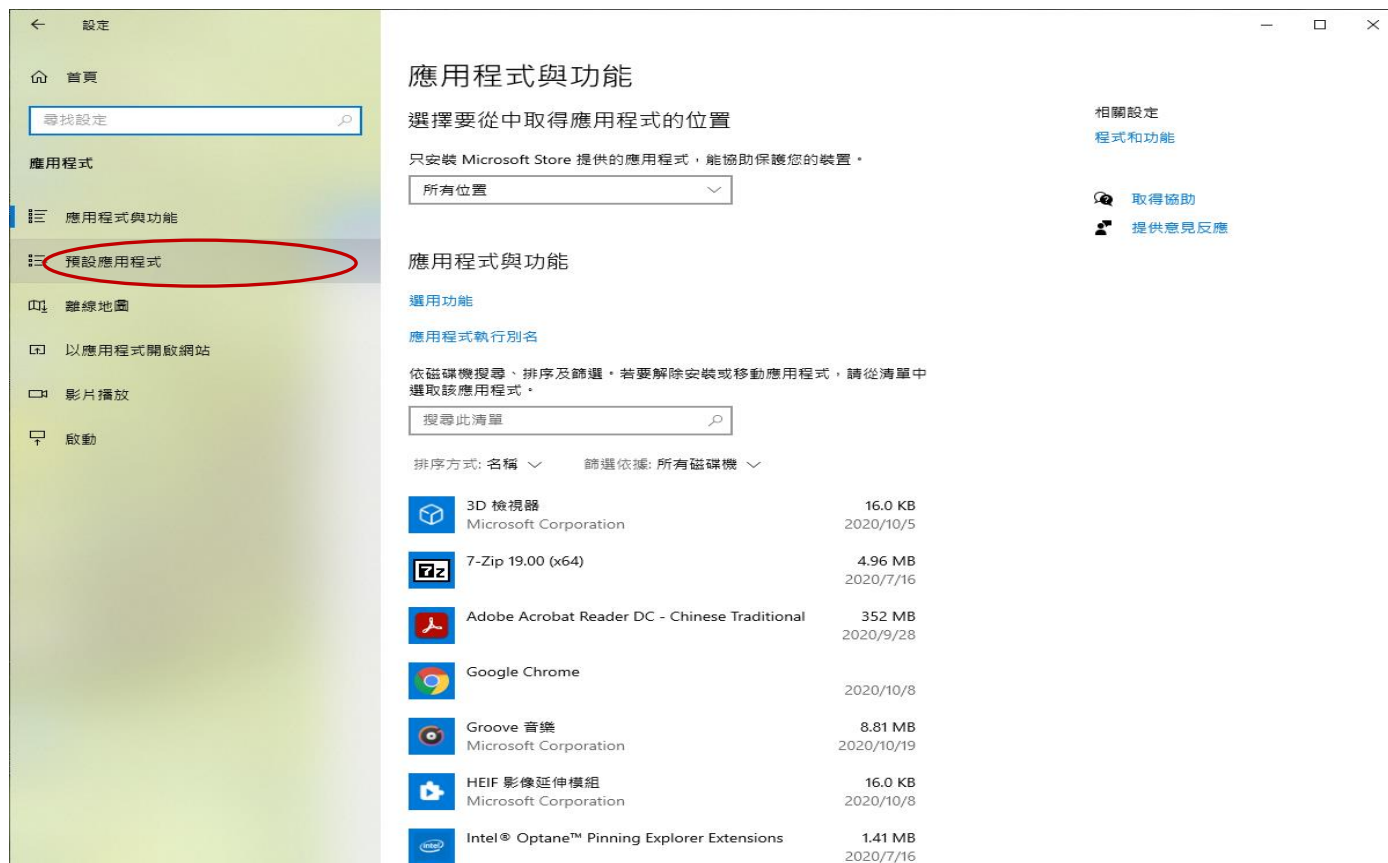 設定
首頁
尋找設定
應用程式
應用程式與功能
預設應用程式
離線地圖
以應用程式開啟網站
影片播放
啟動
應用程式與功能
選擇要從中取得應用程式的位置
只安裝 Microsoft Store 提供的應用程式，能協助保護您的裝置。
所有位置
應用程式與功能
選用功能
應用程式執行別名
依磁碟機搜尋、排序及篩選。若要解除安裝或移動應用程式，請從清單中
選取該應用程式。
搜尋此清單
排序方式: 名稱 篩選依據: 所有磁碟機
3D 檢視器 16.0 KB
Microsoft Corporation 2020/10/5
7-Zip 19.00 (x64) 4.96 MB
2020/7/16
Adobe Acrobat Reader DC - Chinese Traditional 352 MB
2020/9/28
Google Chrome
2020/10/8
Groove 音樂 8.81 MB
Microsoft Corporation 2020/10/19
HEIF 影像延伸模組 16.0 KB
Microsoft Corporation 2020/10/8
Intel® Optane™ Pinning Explorer Extensions 1.41 MB
2020/7/16
相關設定
程式和功能
取得協助
提供意見反應
7z
intel